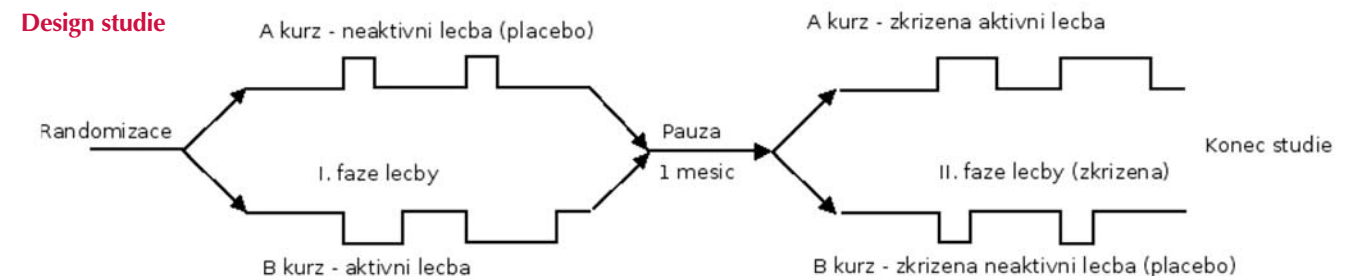 Design studie
A kurz - neaktivni lecba (placebo)
A kurz - zkrizena aktivni lecba
Randomizace
Pauza
1 mesic
Konec studie
I. faze lecby
II. faze lecby (zkrizena)
B kurz - aktivni lecba
B kurz - zkrizena neaktivni lecba (placebo)